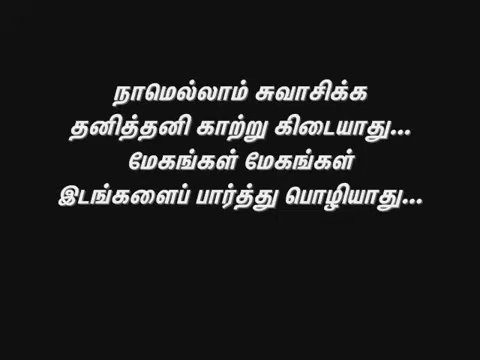 நாமெல்லாம் சுவாசிக்க
தனித்தனி காற்று கிடையாது...
மேகங்கள் மேகங்கள்
இடங்களைப் பார்த்து பொழியாது...